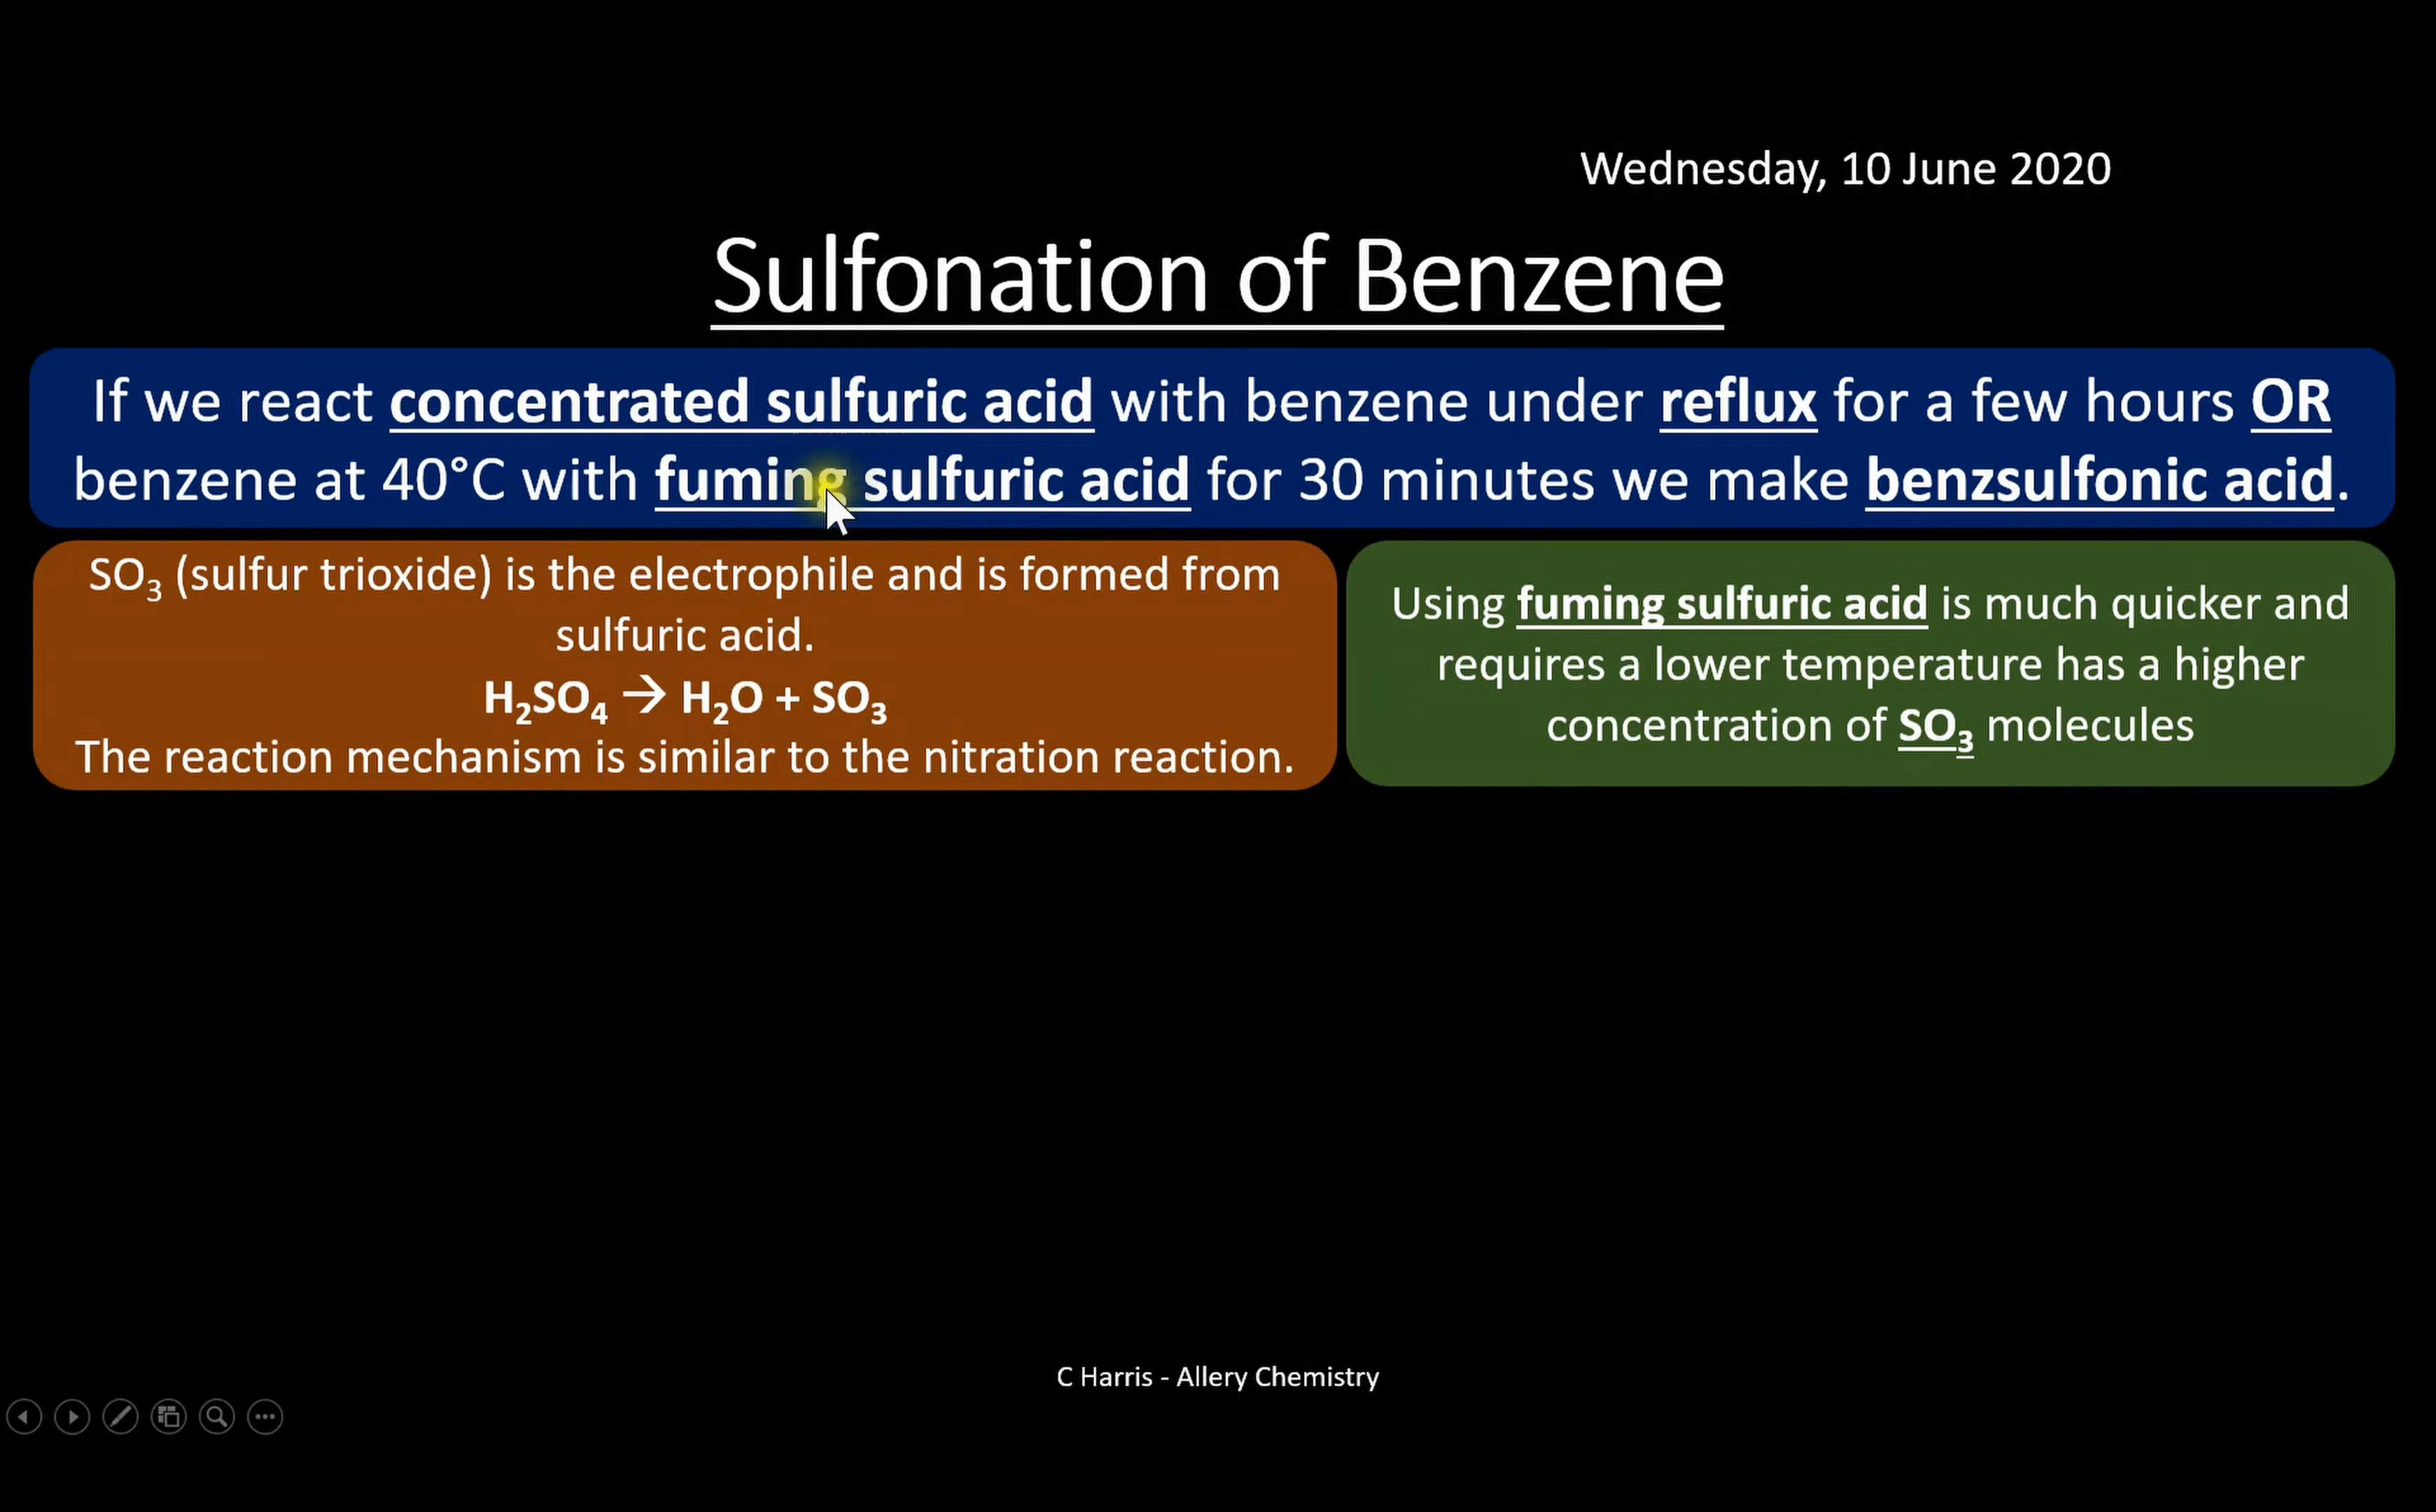 Wednesday, 10 June 2020
Sulfonation of Benzene
If we react concentrated sulfuric acid with benzene under reflux for a few hours OR
benzene at 40°C with fuming sulfuric acid for 30 minutes we make benzsulfonic acid.
SO₃ (sulfur trioxide) is the electrophile and is formed from
sulfuric acid.
H₂SO₄ → H₂O + SO₃
The reaction mechanism is similar to the nitration reaction.
Using fuming sulfuric acid is much quicker and
requires a lower temperature has a higher
concentration of SO₃ molecules
C Harris - Allery Chemistry